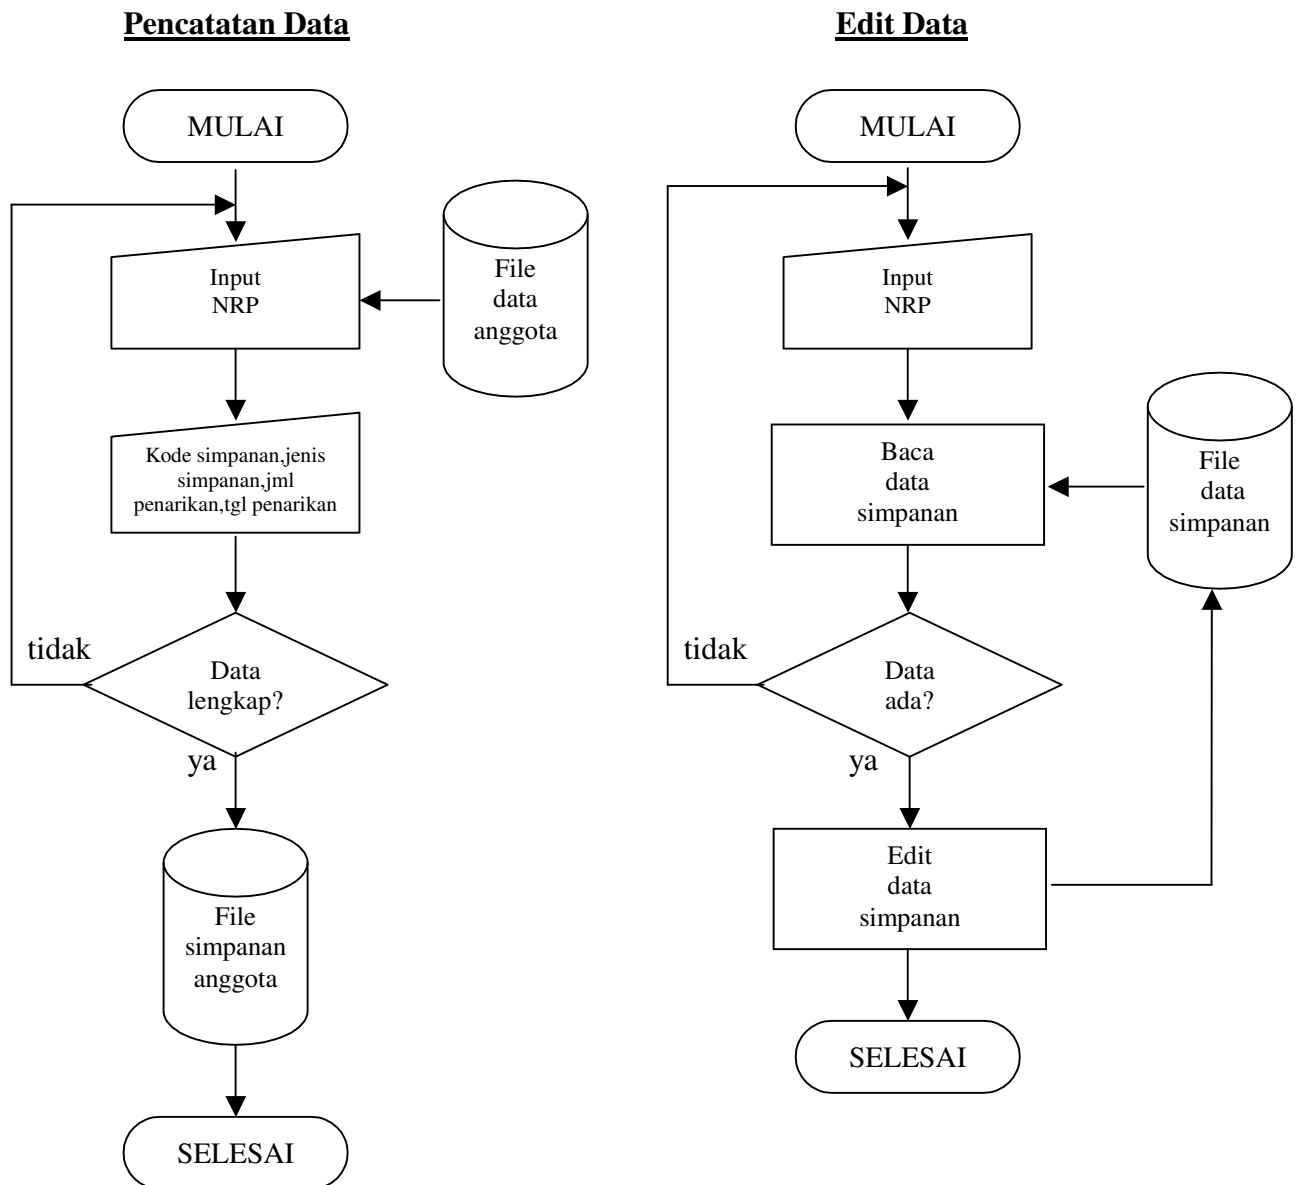 Pencatatan Data
MULAI
Input
NRP
File
data
anggota
Kode simpanan,jenis
simpanan,jml
penarikan,tgl penarikan
tidak
Data
lengkap?
ya
File
simpanan
anggota
SELESAI
Edit Data
MULAI
Input
NRP
Baca
data
simpanan
File
data
simpanan
tidak
Data
ada?
ya
Edit
data
simpanan
SELESAI